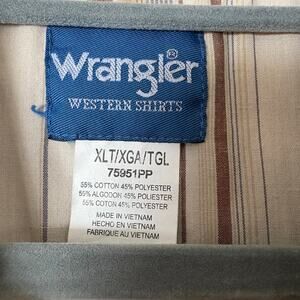 Wrangler®
WESTERN SHIRTS
XLT/XGA/TGL
75951PP
55% COTTON 45% POLYESTER
55% ALGODON 45% POLIESTER
55% COTON 45% POLYESTER
MADE IN VIETNAM
HECHO EN VIETNAM
FABRIQUE AU VIETNAM